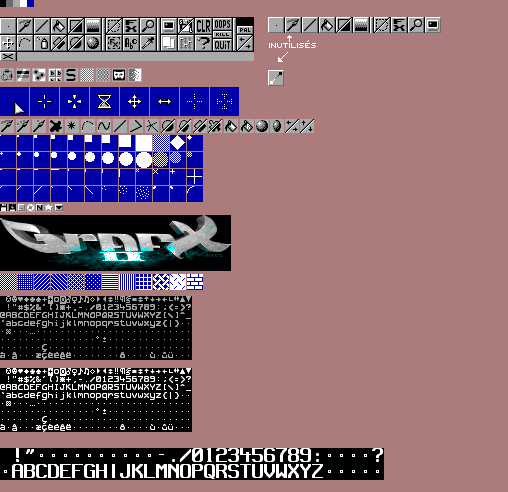 CLR OOPS
KILL
QUIT PAL
INUTILISÉS
GRAFX
!"#$%&'()*+,-./0123456789:;<=>?
@ABCDEFGHIJKLMNOPQRSTUVWXYZ[\]^_
`abcdefghijklmnopqrstuvwxyz{|}
!"#$%&'()*+,-./0123456789:;<=>?
@ABCDEFGHIJKLMNOPQRSTUVWXYZ[\]^_
`abcdefghijklmnopqrstuvwxyz{|}
!" - ./0123456789: ?
ABCDEFGHIJKLMNOPQRSTUVWXYZ